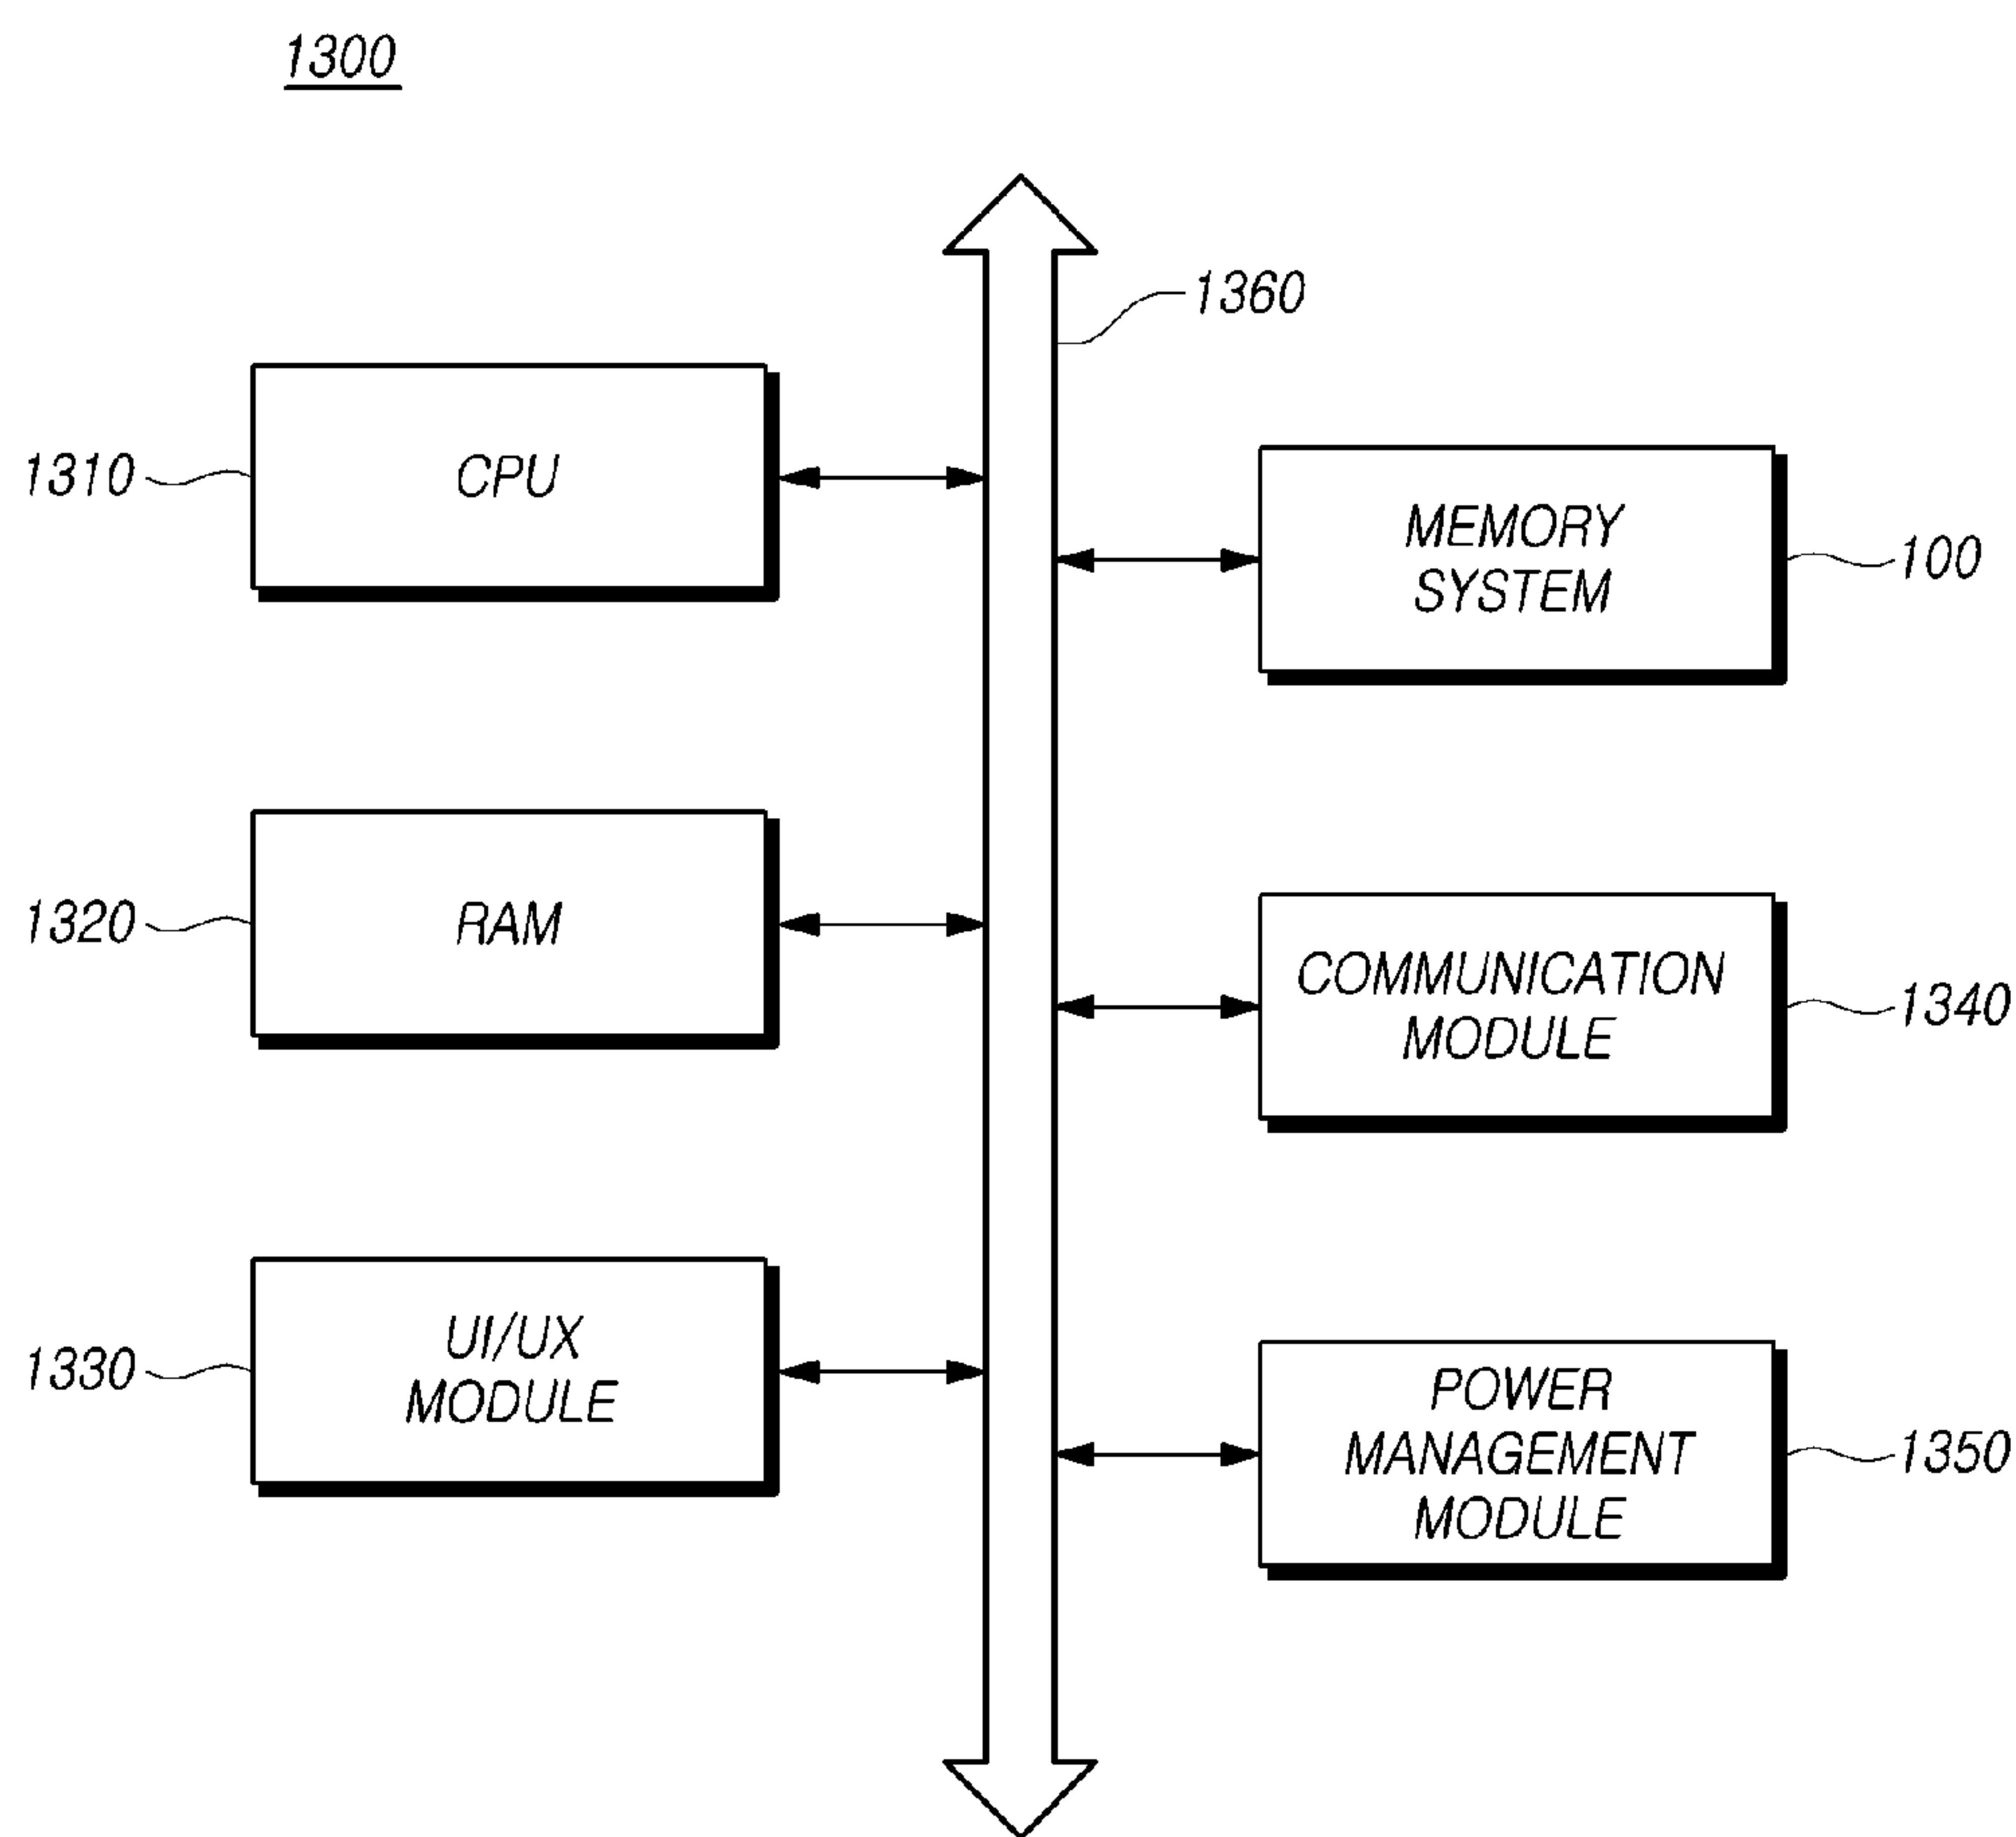 1300
1360
1310
CPU
MEMORY
SYSTEM
100
1320
RAM
COMMUNICATION
MODULE
1340
1330
UI/UX
MODULE
POWER
MANAGEMENT
MODULE
1350